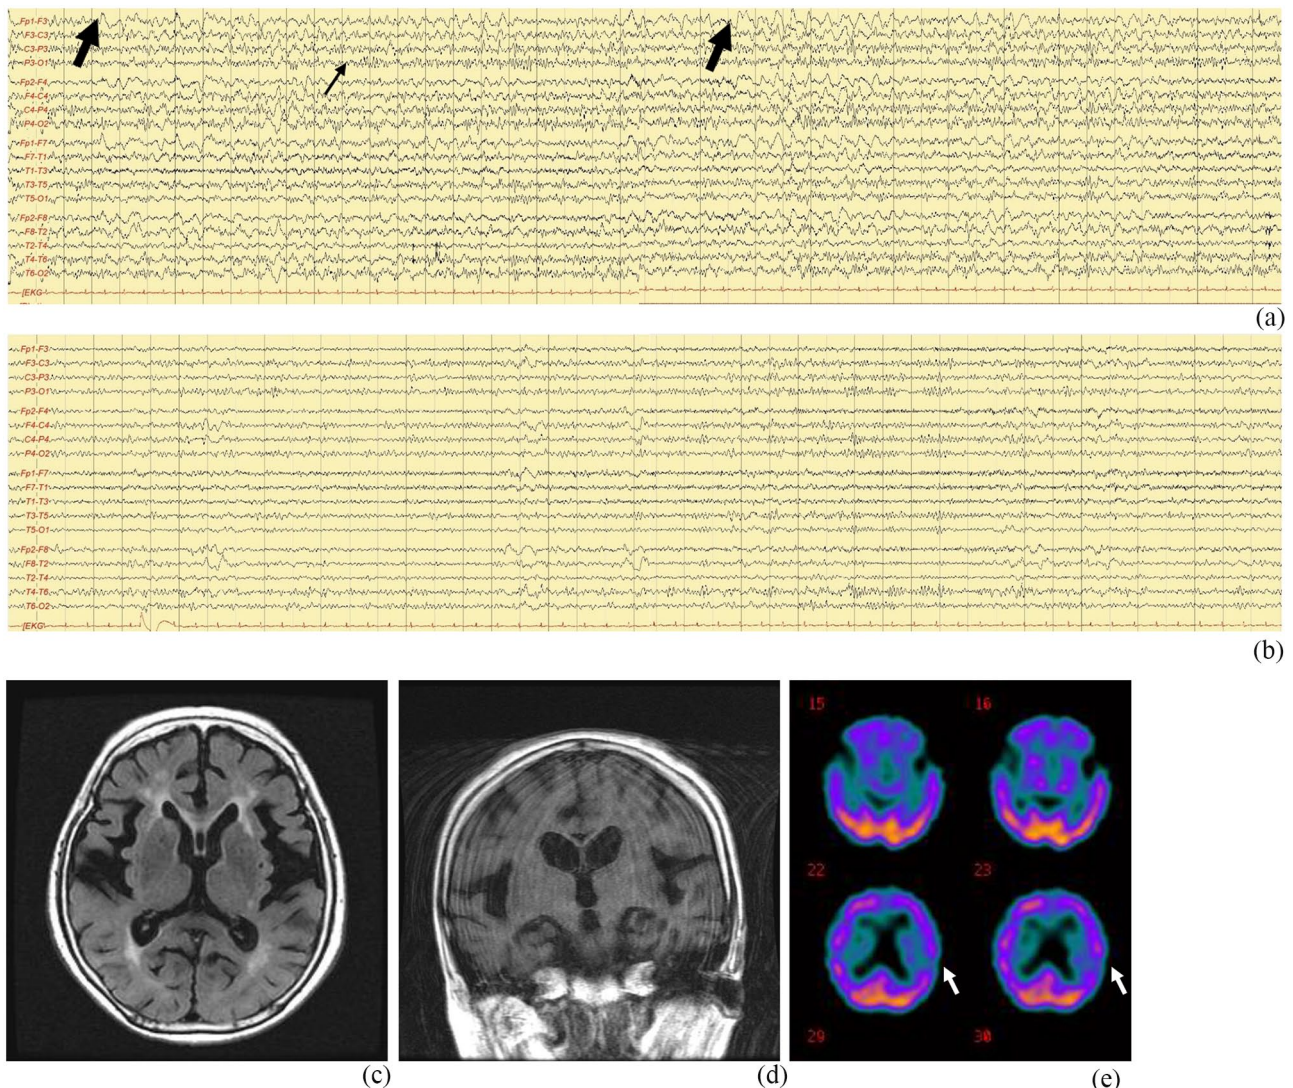 Fp1-F3
F3-C3
C3-P3
P3-O1
Fp2-F4
F4-C4
C4-P4
P4-O2
Fp1-F7
F7-T1
T1-T3
T3-T5
T5-O1
Fp2-F8
F8-T2
T2-T4
T4-T6
T6-O2
[EKG
(a)
Fp1-F3
F3-C3
C3-P3
P3-O1
Fp2-F4
F4-C4
C4-P4
P4-O2
Fp1-F7
F7-T1
T1-T3
T3-T5
T5-O1
Fp2-F8
F8-T2
T2-T4
T4-T6
T6-O2
[EKG
(b)
15 16
22 23
29 30
(c) (d) (e)